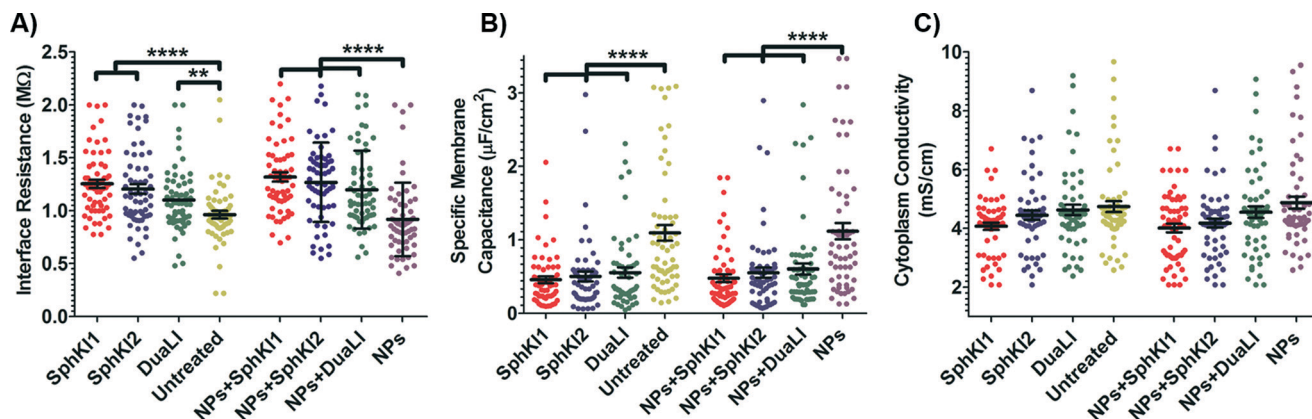 A)
Interface Resistance (MΩ)
2.5
2.0
1.5
1.0
0.5
0.0
****
**
****
SphKI1
SphKI2
DuaLI
Untreated
NPs+SphKI1
NPs+SphKI2
NPs+DuaLI
NPs
B)
Specific Membrane
Capacitance (µF/cm²)
3
2
1
0
****
****
SphKI1
SphKI2
DuaLI
Untreated
NPs+SphKI1
NPs+SphKI2
NPs+DuaLI
NPs
C)
Cytoplasm Conductivity
(mS/cm)
10
8
6
4
2
SphKI1
SphKI2
DuaLI
Untreated
NPs+SphKI1
NPs+SphKI2
NPs+DuaLI
NPs